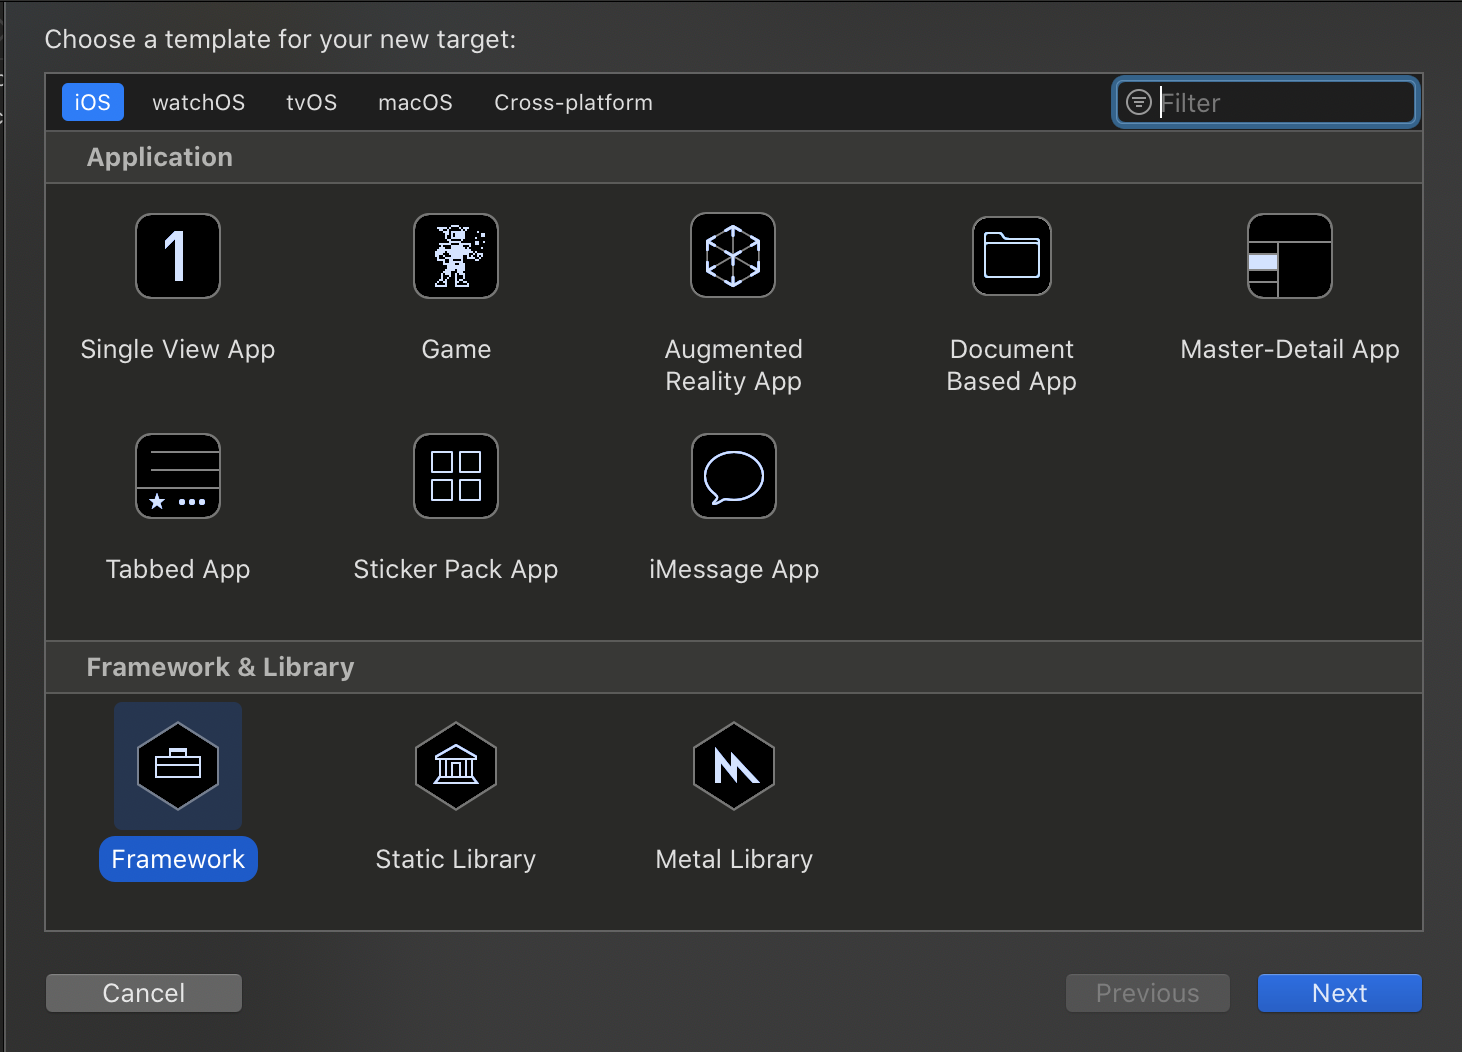 Choose a template for your new target:
iOS watchOS tvOS macOS Cross-platform Filter
Application
1
Single View App Game Augmented Reality App Document Based App Master-Detail App
Tabbed App Sticker Pack App iMessage App
Framework & Library
Framework Static Library Metal Library
Cancel Previous Next